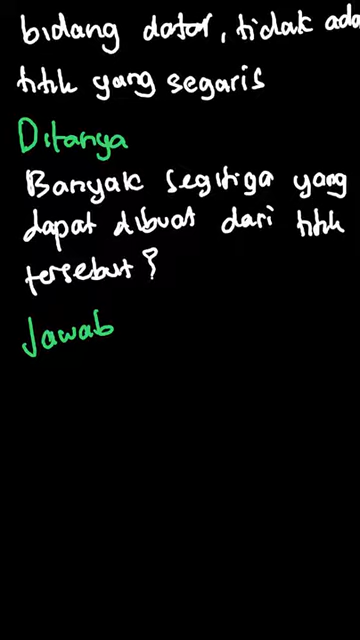 bidang datar, tidak ada
titik yang segaris
Ditanya
Banyak segitiga yang
dapat dibuat dari titik
tersebut?
Jawab